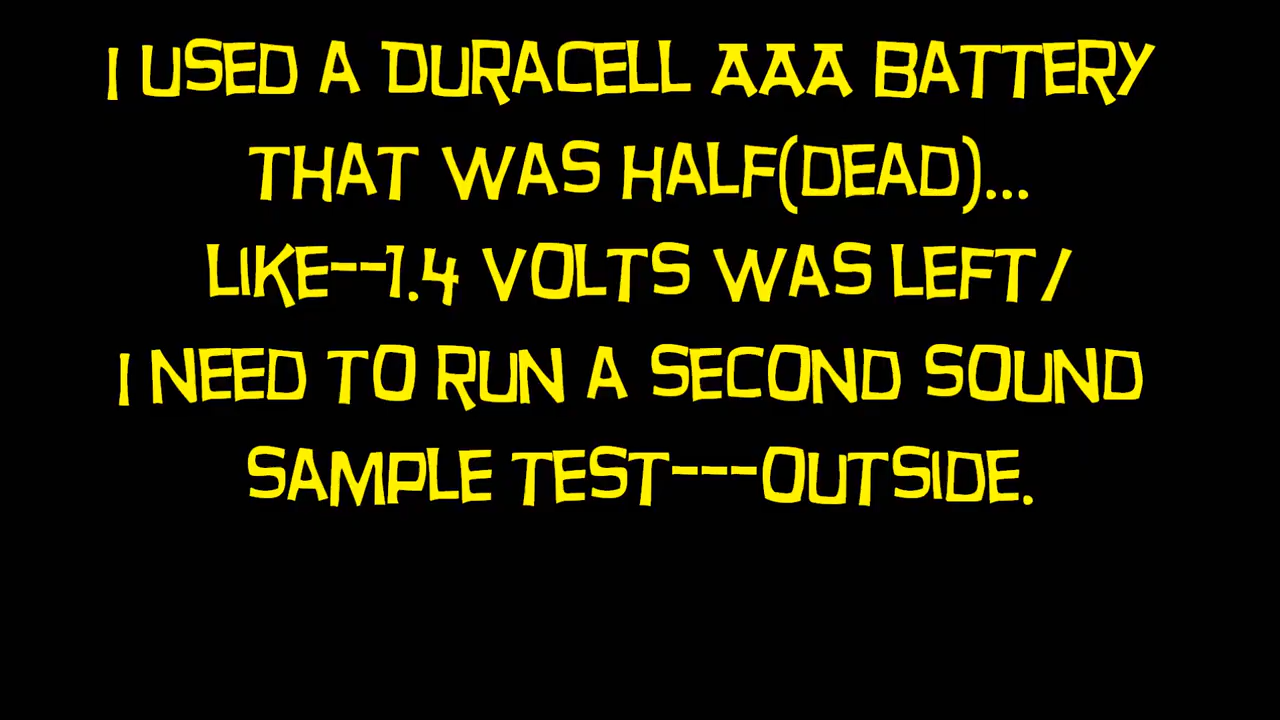 I USED A DURACELL AAA BATTERY
THAT WAS HALF(DEAD)...
LIKE--1.4 VOLTS WAS LEFT/
I NEED TO RUN A SECOND SOUND
SAMPLE TEST---OUTSIDE.